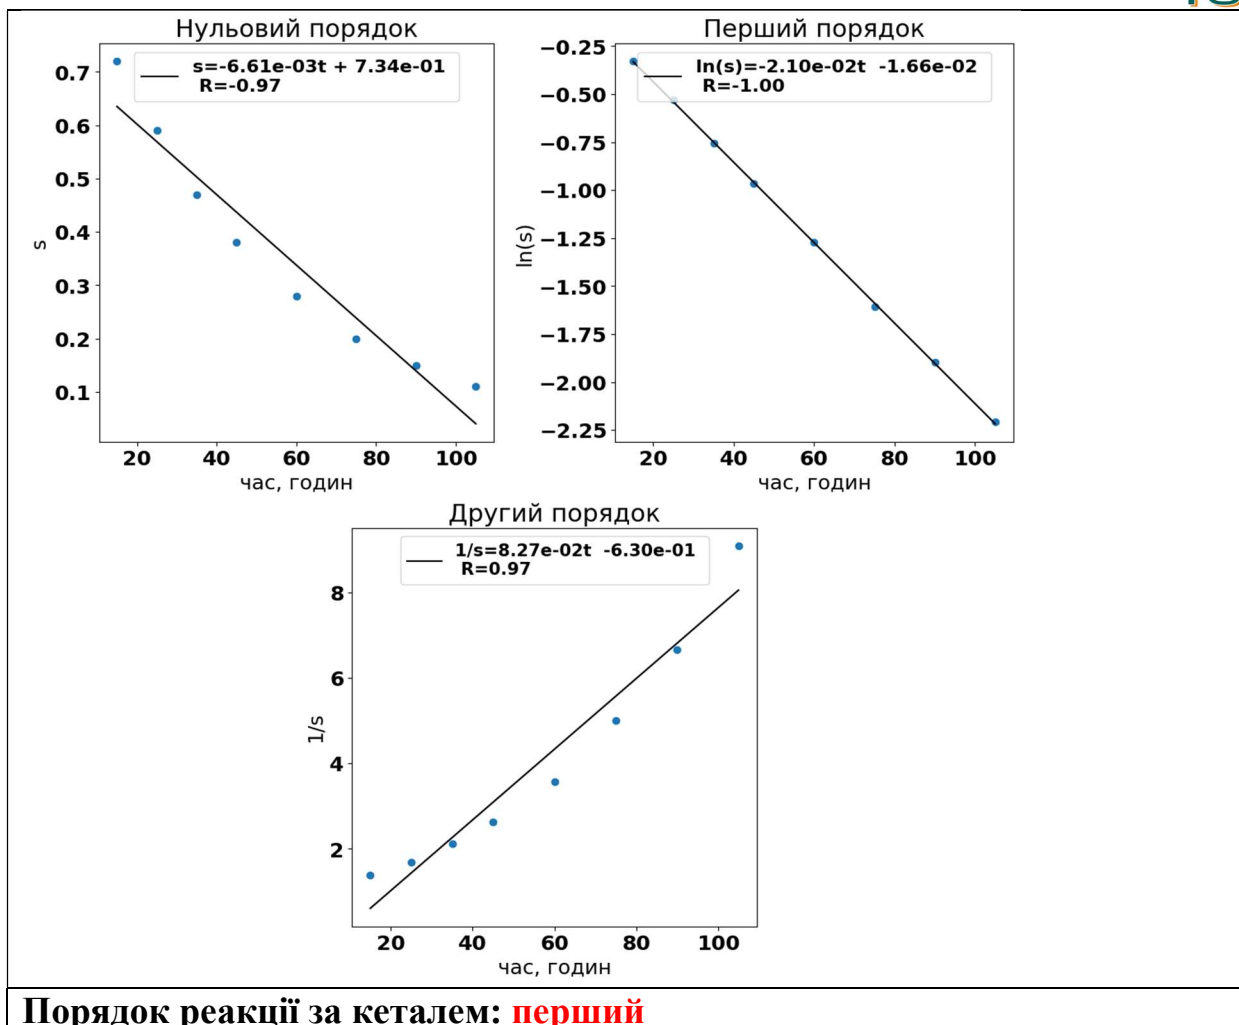 Нульовий порядок
s=-6.61e-03t + 7.34e-01
R=-0.97
0.7
0.6
0.5
0.4
0.3
0.2
0.1
s
20 40 60 80 100
час, годин
Перший порядок
ln(s)=-2.10e-02t -1.66e-02
R=-1.00
−0.25
−0.50
−0.75
−1.00
−1.25
−1.50
−1.75
−2.00
−2.25
ln(s)
20 40 60 80 100
час, годин
Другий порядок
1/s=8.27e-02t -6.30e-01
R=0.97
8
6
4
2
1/s
20 40 60 80 100
час, годин
Порядок реакції за кеталем: перший